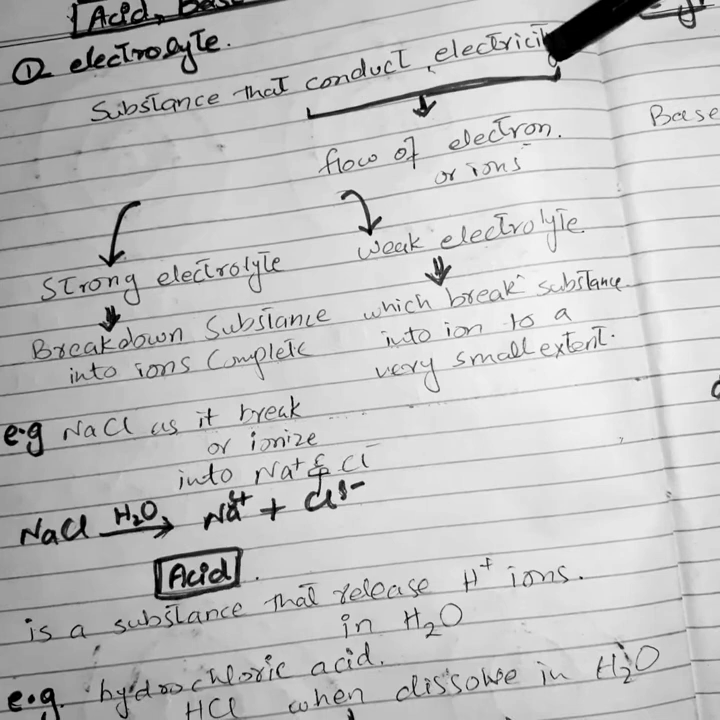 Acid, Base
① electrolyte.
Substance that conduct electricity
flow of electron.
or ions
Strong electrolyte
Breakdown Substance
into ions Complete
weak electrolyte
which break substance
into ion to a
very small extent.
e.g NaCl as it break
or ionize
into Na+ & Cl-
NaCl H2O → Naδ+ + Clδ-
Acid.
is a substance that release H+ ions.
in H2O
e.g. hydrochloric acid.
HCl when dissolve in H2O
Base